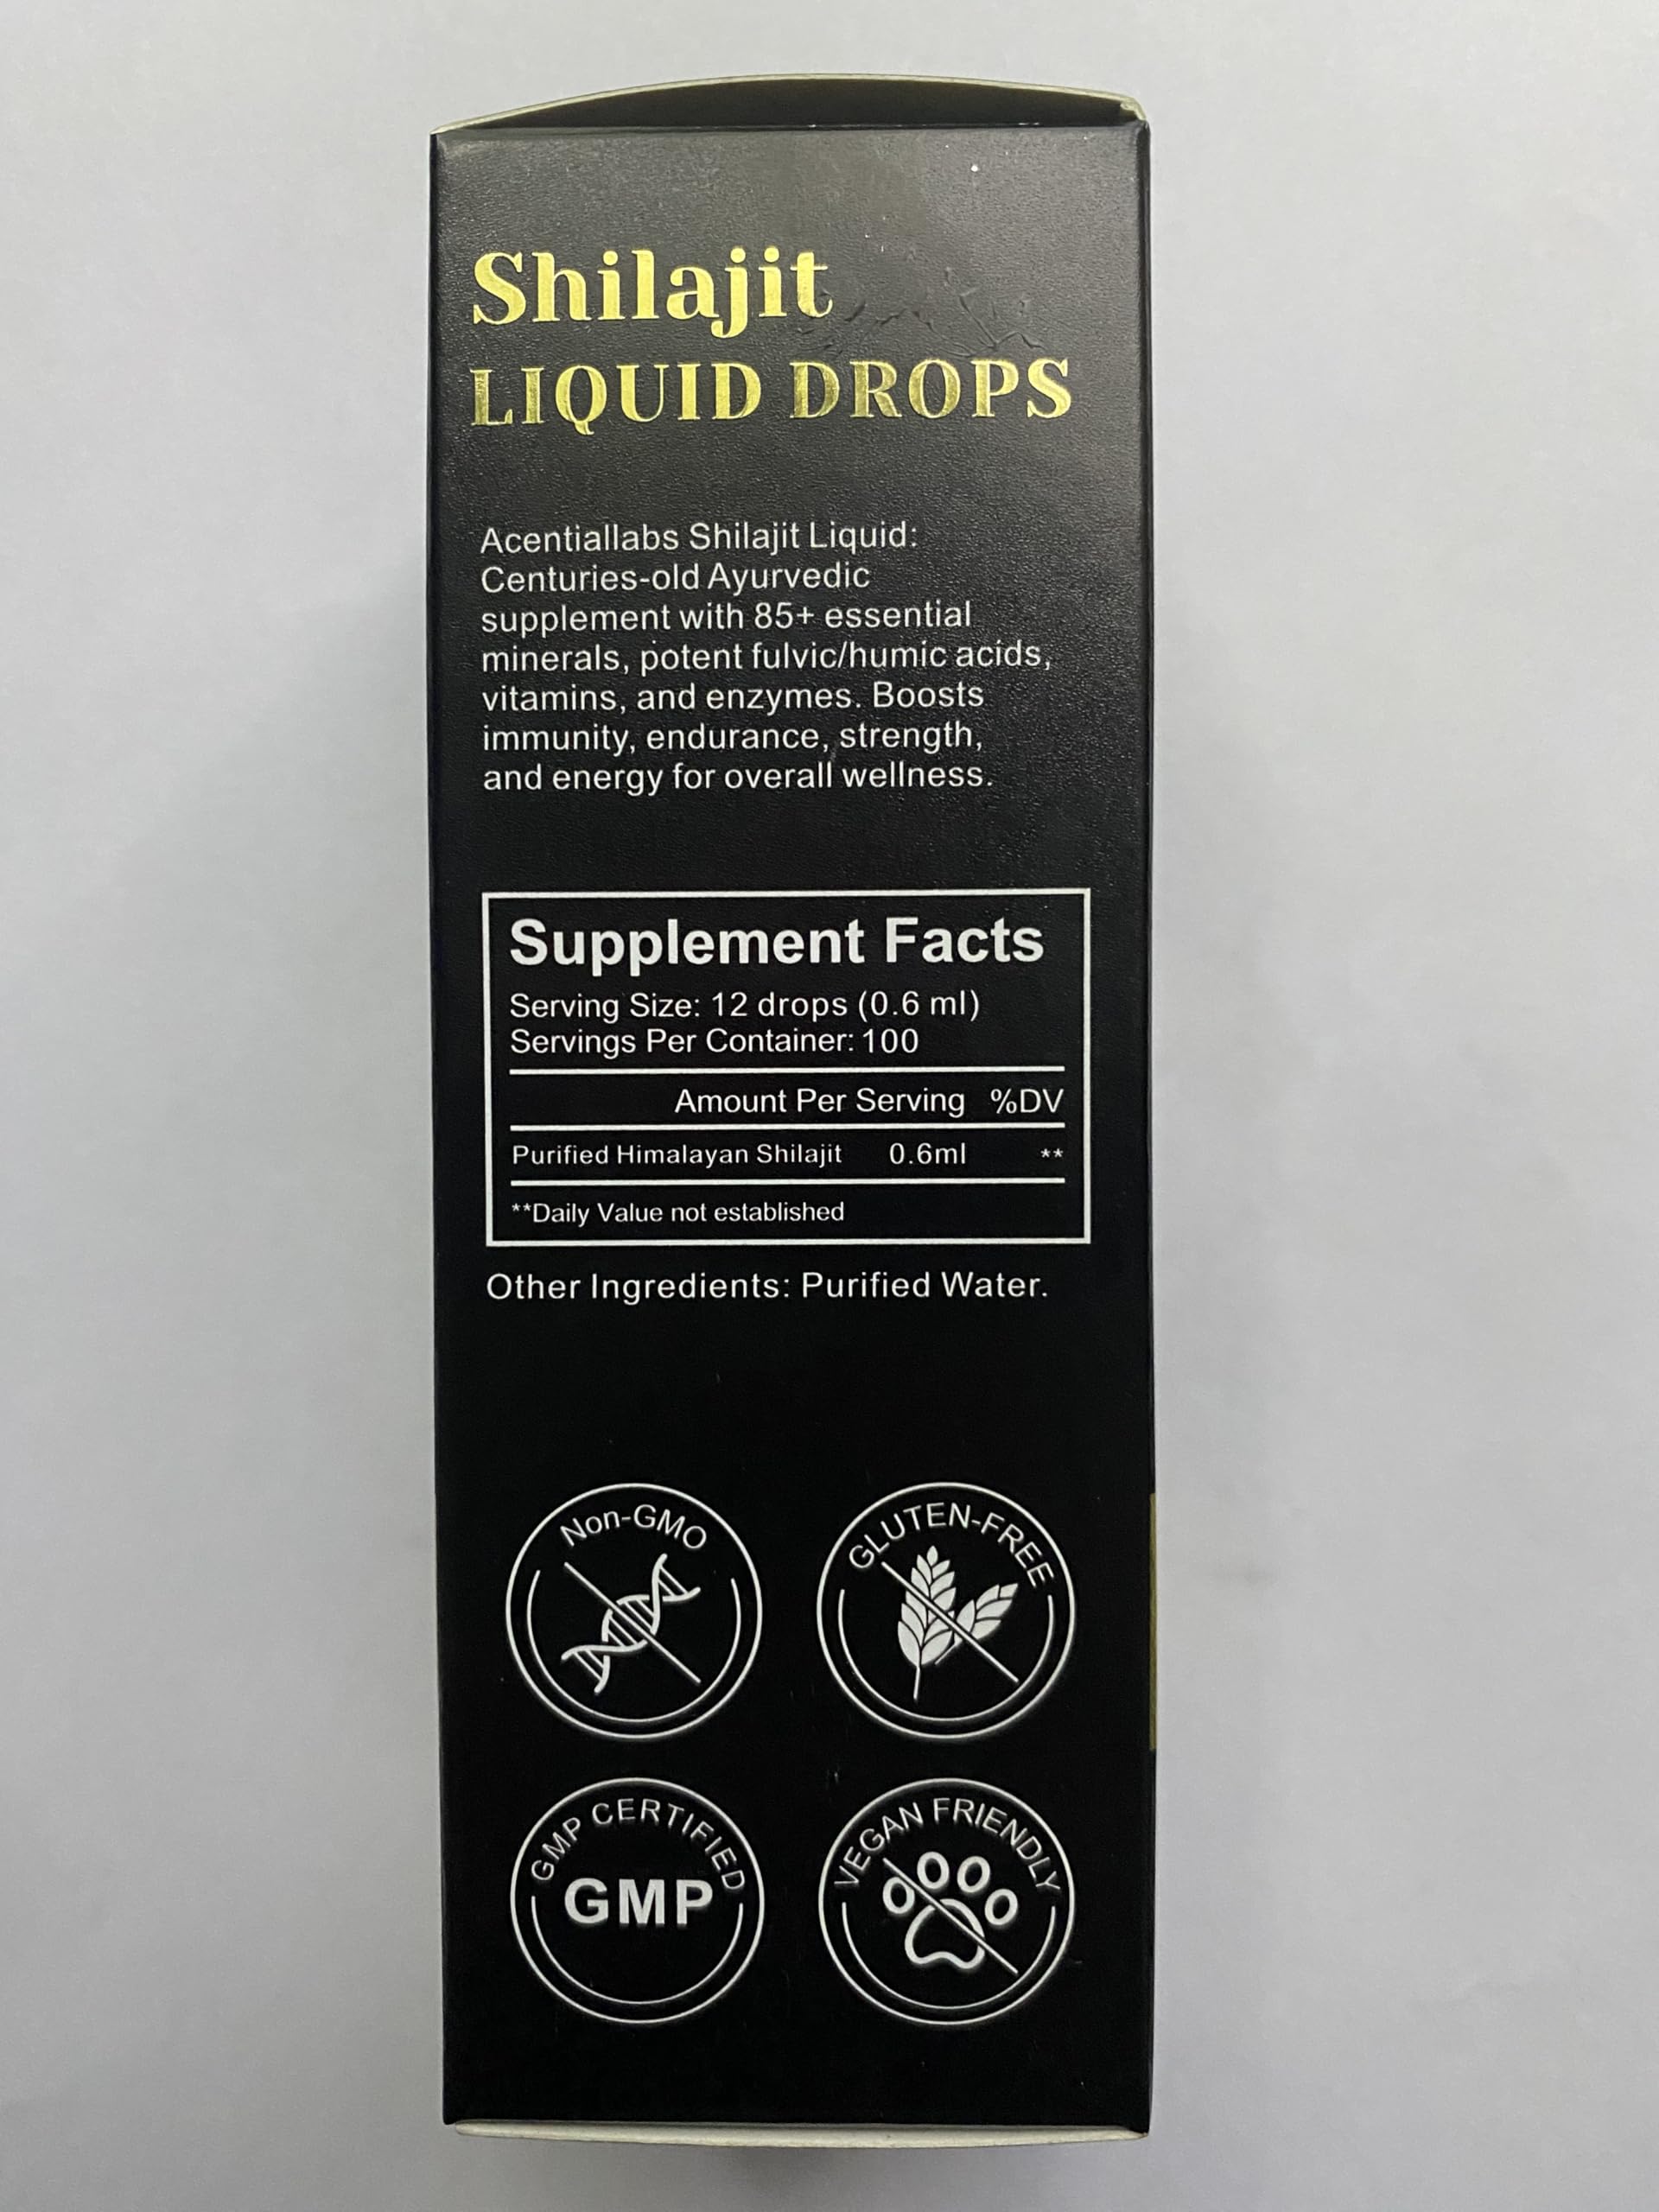 Shilajit
LIQUID DROPS
Acentiallabs Shilajit Liquid:
Centuries-old Ayurvedic
supplement with 85+ essential
minerals, potent fulvic/humic acids,
vitamins, and enzymes. Boosts
immunity, endurance, strength,
and energy for overall wellness.
Supplement Facts
Serving Size: 12 drops (0.6 ml)
Servings Per Container: 100
Amount Per Serving %DV
Purified Himalayan Shilajit 0.6ml **
**Daily Value not established
Other Ingredients: Purified Water.
Non-GMO
GLUTEN-FREE
GMP CERTIFIED
GMP
VEGAN FRIENDLY